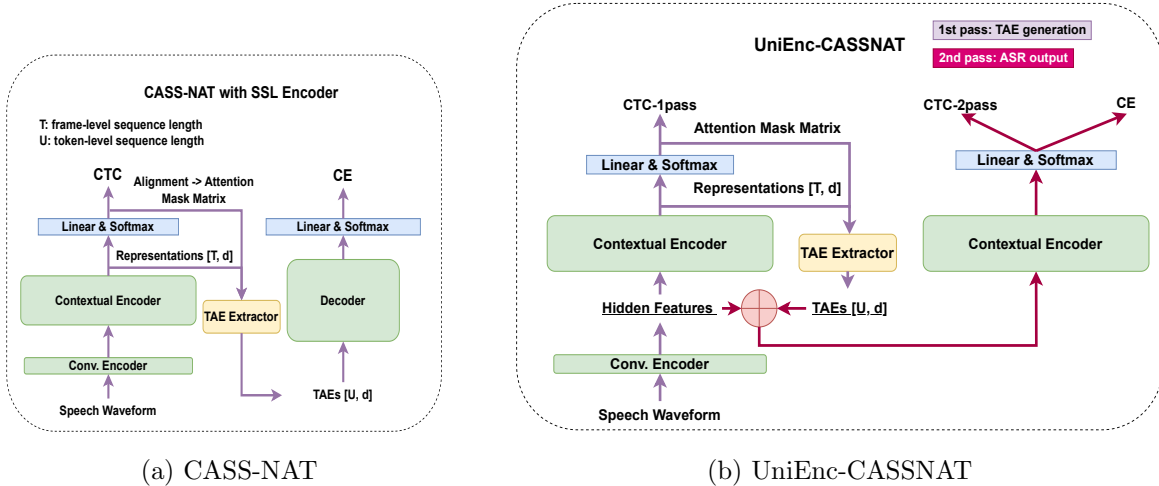 CASS-NAT with SSL Encoder
T: frame-level sequence length
U: token-level sequence length
CTC
Alignment -> Attention
Mask Matrix
CE
Linear & Softmax
Linear & Softmax
Representations [T, d]
Contextual Encoder
TAE Extractor
Decoder
Conv. Encoder
TAEs [U, d]
Speech Waveform
(a) CASS-NAT
UniEnc-CASSNAT
1st pass: TAE generation
2nd pass: ASR output
CTC-1pass
CTC-2pass
CE
Attention Mask Matrix
Linear & Softmax
Linear & Softmax
Representations [T, d]
Contextual Encoder
TAE Extractor
Contextual Encoder
Hidden Features
TAEs [U, d]
Conv. Encoder
Speech Waveform
(b) UniEnc-CASSNAT